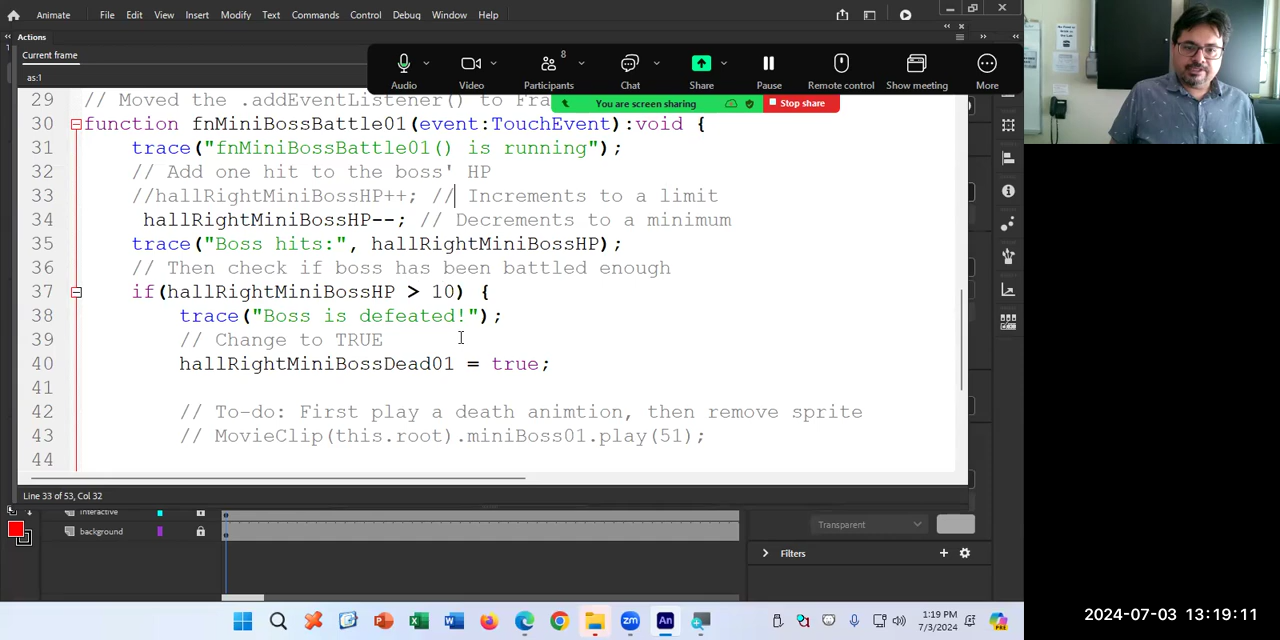 Animate File Edit View Insert Modify Text Commands Control Debug Window Help
Actions
Current frame
as:1
8
Audio Video Participants Chat Share Pause Remote control Show meeting More
You are screen sharing Stop share
29 // Moved the .addEventListener() to Fra
30 function fnMiniBossBattle01(event:TouchEvent):void {
31 trace("fnMiniBossBattle01() is running");
32 // Add one hit to the boss' HP
33 //hallRightMiniBossHP++; // Increments to a limit
34 hallRightMiniBossHP--; // Decrements to a minimum
35 trace("Boss hits:", hallRightMiniBossHP);
36 // Then check if boss has been battled enough
37 if(hallRightMiniBossHP > 10) {
38 trace("Boss is defeated!");
39 // Change to TRUE
40 hallRightMiniBossDead01 = true;
41
42 // To-do: First play a death animtion, then remove sprite
43 // MovieClip(this.root).miniBoss01.play(51);
44
Line 33 of 53, Col 32
interactive
background
Transparent
Filters
1:19 PM
7/3/2024
2024-07-03 13:19:11